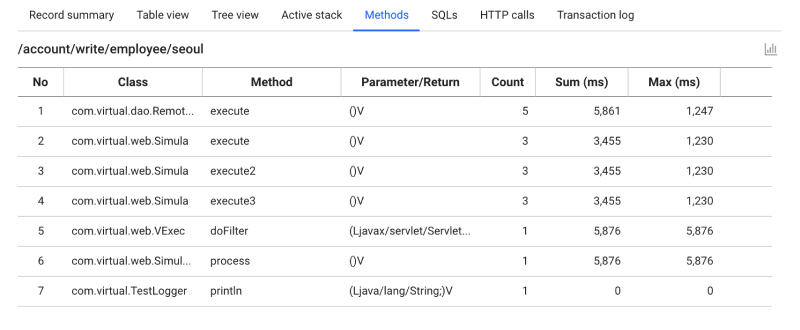 Record summary Table view Tree view Active stack Methods SQLs HTTP calls Transaction log
/account/write/employee/seoul
No Class Method Parameter/Return Count Sum (ms) Max (ms)
1 com.virtual.dao.Remot... execute ()V 5 5,861 1,247
2 com.virtual.web.Simula execute ()V 3 3,455 1,230
3 com.virtual.web.Simula execute2 ()V 3 3,455 1,230
4 com.virtual.web.Simula execute3 ()V 3 3,455 1,230
5 com.virtual.web.VExec doFilter (Ljavax/servlet/Servlet... 1 5,876 5,876
6 com.virtual.web.Simul... process ()V 1 5,876 5,876
7 com.virtual.TestLogger println (Ljava/lang/String;)V 1 0 0